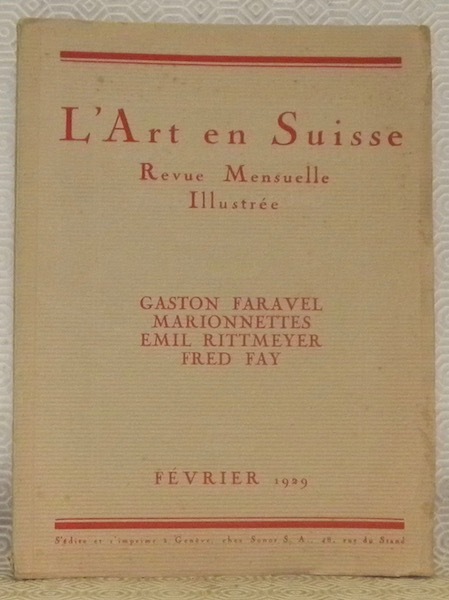 L'Art en Suisse
Revue Mensuelle
Illustrée
GASTON FARAVEL
MARIONNETTES
EMIL RITTMEYER
FRED FAY
FÉVRIER 1929
S'édite et s'imprime à Genève, chez Sonor S. A., 48, rue du Stand